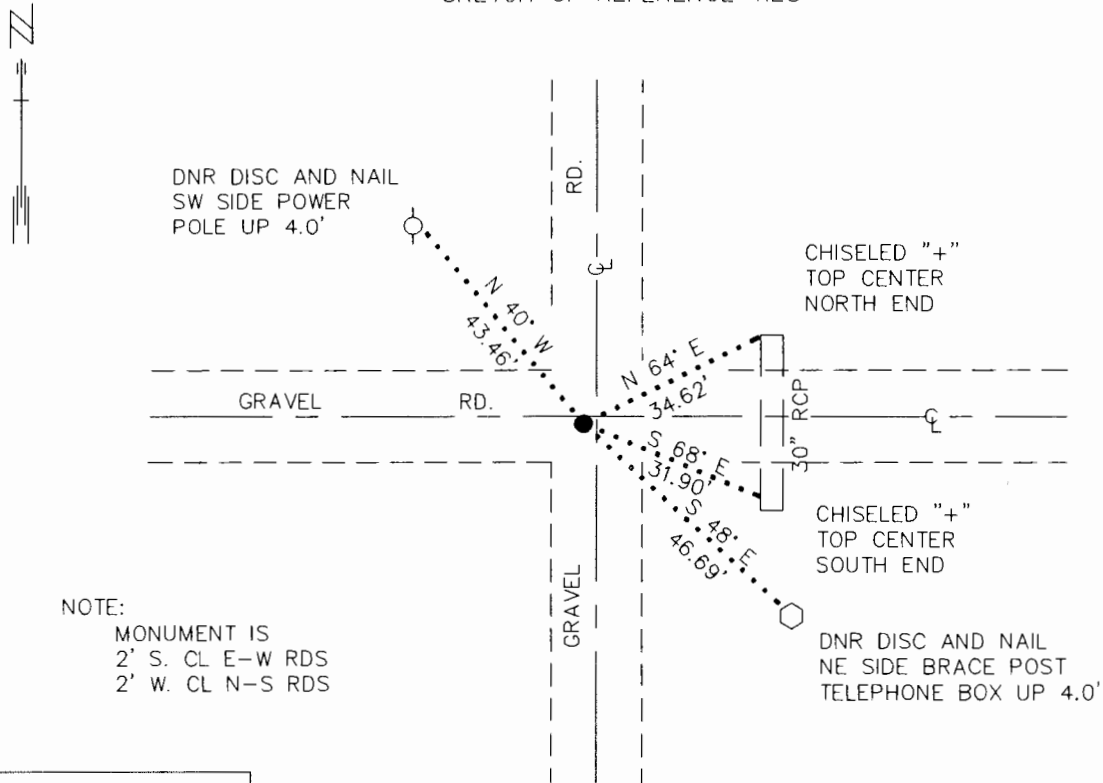 N
DNR DISC AND NAIL
SW SIDE POWER
POLE UP 4.0'
RD.
CL
CHISELED "+"
TOP CENTER
NORTH END
N 40° W
43.46'
N 64° E
34.62'
GRAVEL RD.
30" RCP
CL
S 68° E
31.90'
S 48° E
46.69'
CHISELED "+"
TOP CENTER
SOUTH END
GRAVEL
NOTE:
MONUMENT IS
2' S. CL E-W RDS
2' W. CL N-S RDS
DNR DISC AND NAIL
NE SIDE BRACE POST
TELEPHONE BOX UP 4.0'